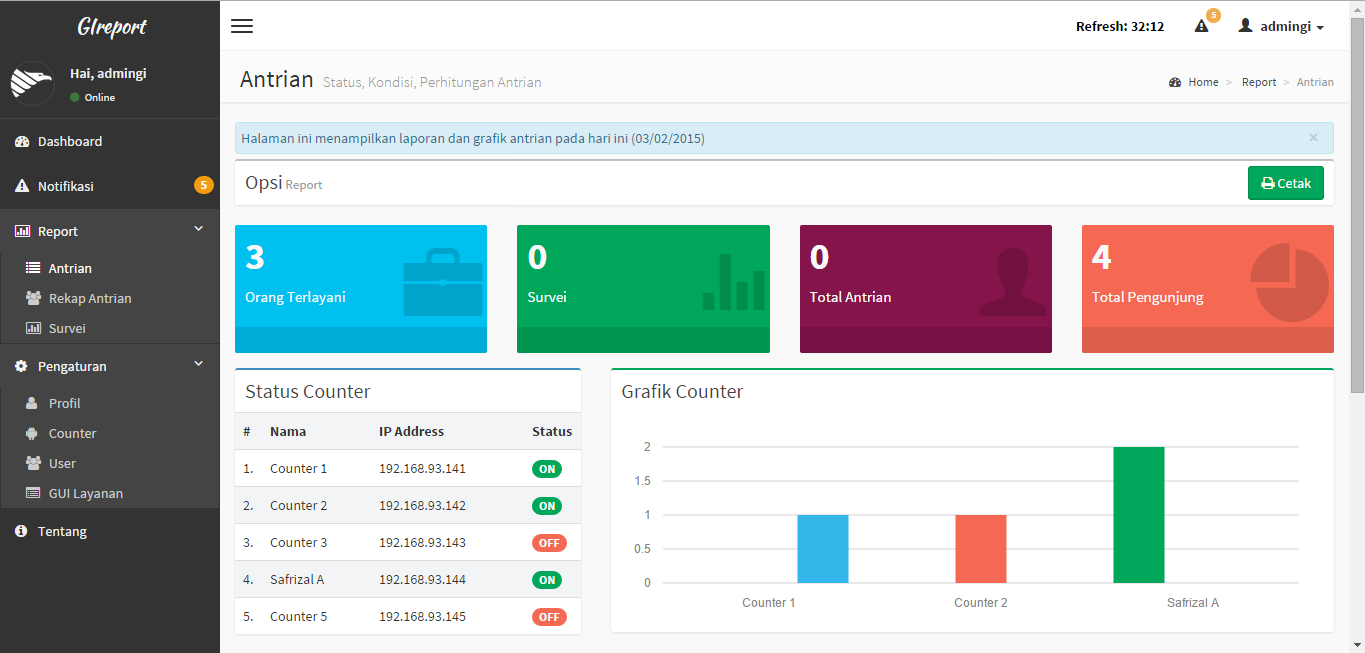 GIreport
Hai, admingi
Online
Dashboard
Notifikasi 5
Report
Antrian
Rekap Antrian
Survei
Pengaturan
Profil
Counter
User
GUI Layanan
Tentang
Refresh: 32:12 5 admingi
Antrian Status, Kondisi, Perhitungan Antrian
Home > Report > Antrian
Halaman ini menampilkan laporan dan grafik antrian pada hari ini (03/02/2015) ×
Opsi Report Cetak
3
Orang Terlayani
0
Survei
0
Total Antrian
4
Total Pengunjung
Status Counter
# Nama IP Address Status
1. Counter 1 192.168.93.141 ON
2. Counter 2 192.168.93.142 ON
3. Counter 3 192.168.93.143 OFF
4. Safrizal A 192.168.93.144 ON
5. Counter 5 192.168.93.145 OFF
Grafik Counter
2
1.5
1
0.5
0
Counter 1 Counter 2 Safrizal A